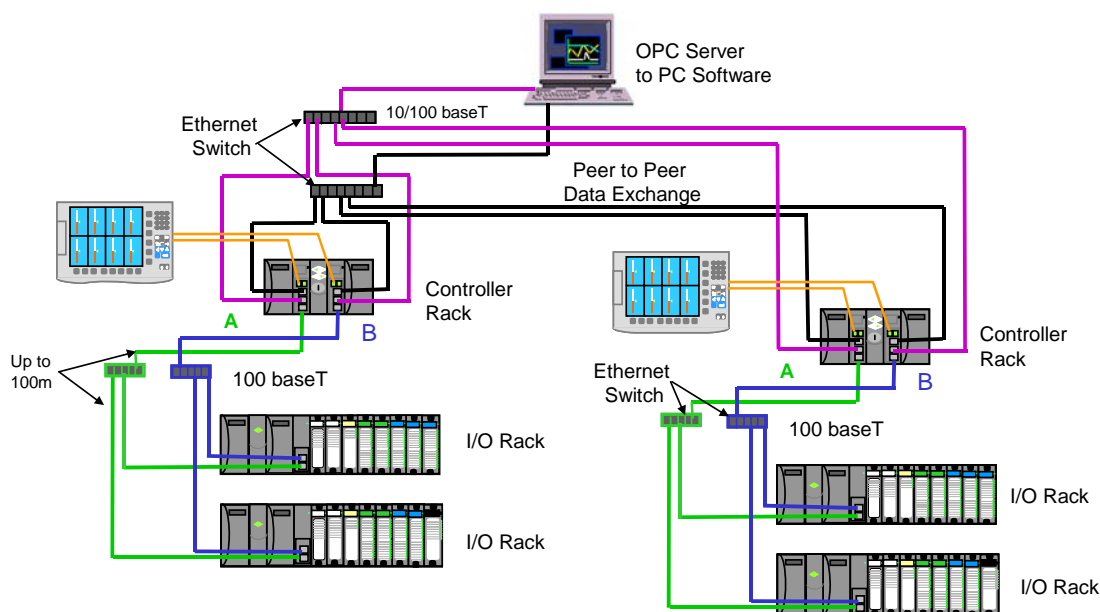 OPC Server
to PC Software
10/100 baseT
Ethernet
Switch
Peer to Peer
Data Exchange
Controller
Rack
A
B
Up to
100m
100 baseT
I/O Rack
I/O Rack
Controller
Rack
A
B
Ethernet
Switch
100 baseT
I/O Rack
I/O Rack